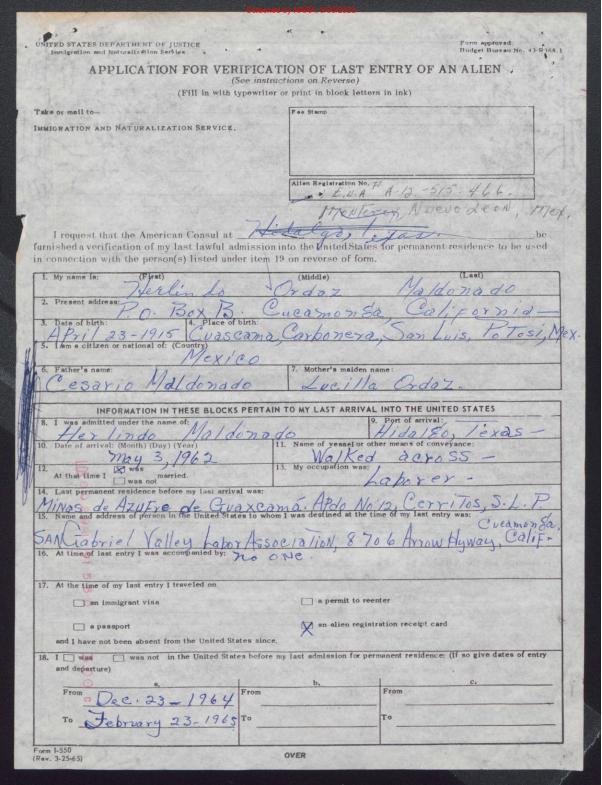 UNITED STATES DEPARTMENT OF JUSTICE
Immigration and Naturalization Service
Form approved.
Budget Bureau No. 43-R368.1
APPLICATION FOR VERIFICATION OF LAST ENTRY OF AN ALIEN
(See instructions on Reverse)
(Fill in with typewriter or print in block letters in ink)
Take or mail to—
IMMIGRATION AND NATURALIZATION SERVICE.
Fee Stamp
Alien Registration No.
A-12-515-466.
Monterrey, Nuevo Leon, Mex.
I request that the American Consul at Hidalgo, Texas. be
furnished a verification of my last lawful admission into the United States for permanent residence to be used
in connection with the person(s) listed under item 19 on reverse of form.
1. My name is: (First) (Middle) (Last)
Herlindo Ordaz Maldonado
2. Present address:
P.O. Box B. Cucamonga, California—
3. Date of birth: 4. Place of birth:
April 23-1915 Guascama, Carbonera, San Luis, Potosi, Mex.
5. I am a citizen or national of: (Country)
Mexico
6. Father's name: 7. Mother's maiden name:
Cesario Maldonado Lucilla Ordaz.
INFORMATION IN THESE BLOCKS PERTAIN TO MY LAST ARRIVAL INTO THE UNITED STATES
8. I was admitted under the name of: 9. Port of arrival:
Herlindo Maldonado Hidalgo, Texas —
10. Date of arrival: (Month) (Day) (Year) 11. Name of vessel or other means of conveyance:
May 3, 1962 Walked across —
12. At that time I was married. 13. My occupation was:
was not Laborer —
14. Last permanent residence before my last arrival was:
Minas de Azufre de Guaxcamá. Apdo No. 12, Cerritos, S.L.P
15. Name and address of person in the United States to whom I was destined at the time of my last entry was:
Cucamonga,
San Gabriel Valley Labor Association, 8706 Arrow Hyway, Calif-
16. At time of last entry I was accompanied by: no one.
17. At the time of my last entry I traveled on
an immigrant visa a permit to reenter
a passport X an alien registration receipt card
and I have not been absent from the United States since.
18. I was was not in the United States before my last admission for permanent residence: (If so give dates of entry
and departure)
a. b. c.
From Dec. 23-1964 From From
To February 23-1965 To To
Form I-550
(Rev. 3-25-65)
OVER